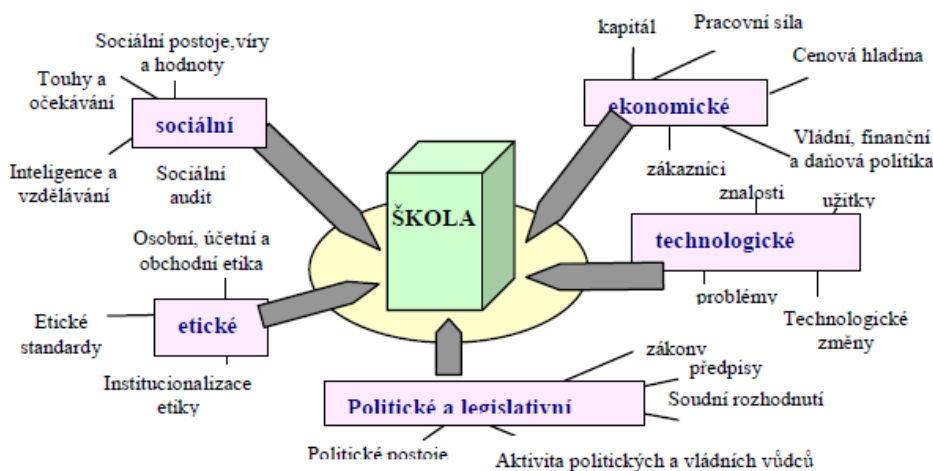 Sociální postoje,víry
a hodnoty
Touhy a
očekávání
sociální
Inteligence a
vzdělávání
Sociální
audit
kapitál
Pracovní síla
Cenová hladina
ekonomické
Vládní, finanční
a daňová politika
zákazníci
ŠKOLA
znalosti
užitky
technologické
problémy
Technologické
změny
Osobní, účetní a
obchodní etika
Etické
standardy
etické
Institucionalizace
etiky
zákony
předpisy
Soudní rozhodnutí
Politické a legislativní
Politické postoje
Aktivita politických a vládních vůdců